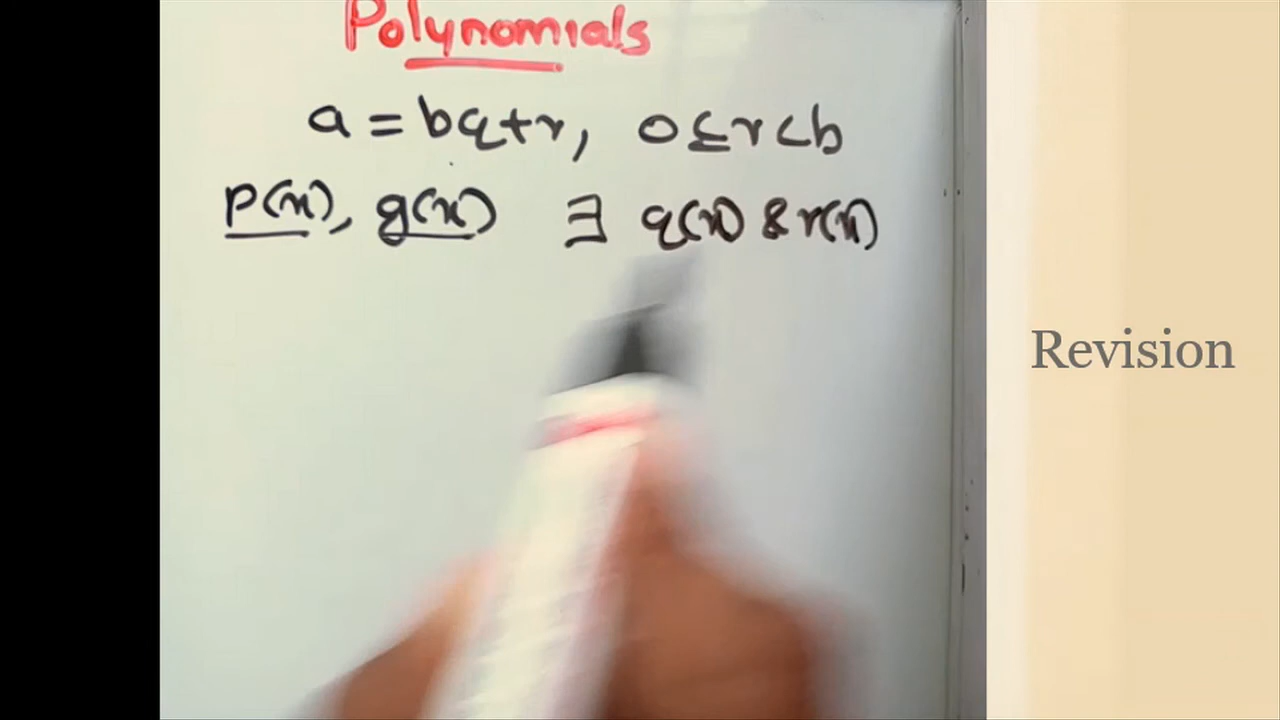 Polynomials
a = bq+r, 0≤r<b
p(x), g(x) ∃ q(x) & r(x)
Revision